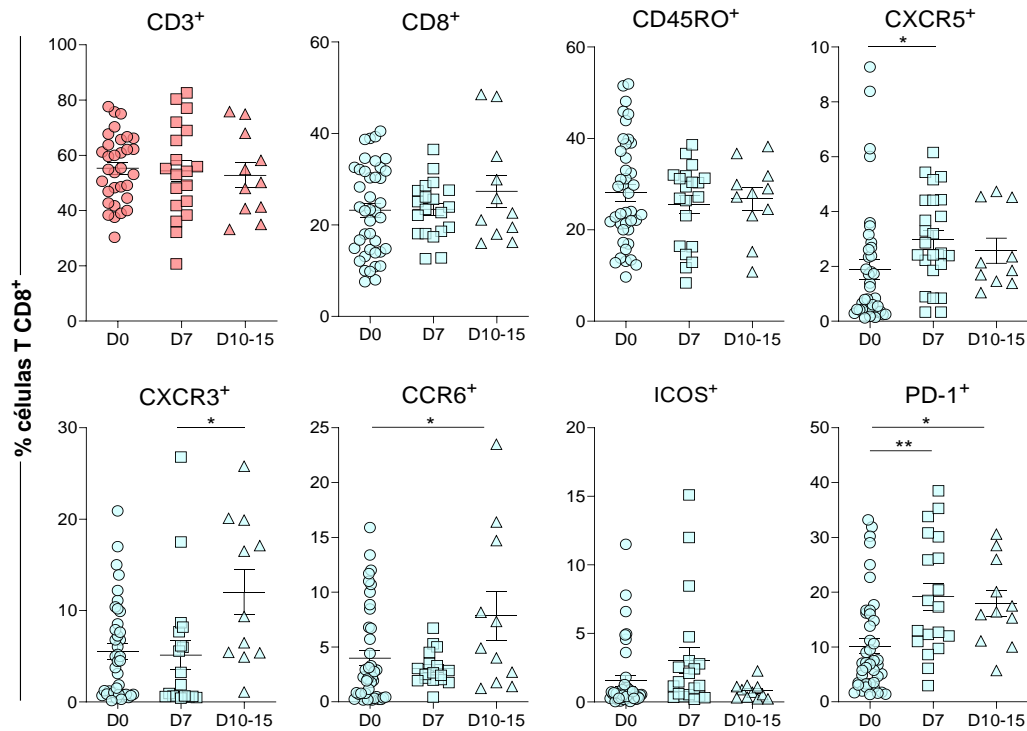 % células T CD8⁺
CD3⁺
100
80
60
40
20
0
D0 D7 D10-15
CD8⁺
60
40
20
0
D0 D7 D10-15
CD45RO⁺
60
40
20
0
D0 D7 D10-15
CXCR5⁺
*
10
8
6
4
2
0
D0 D7 D10-15
CXCR3⁺
*
30
20
10
0
D0 D7 D10-15
CCR6⁺
*
25
20
15
10
5
0
D0 D7 D10-15
ICOS⁺
20
15
10
5
0
D0 D7 D10-15
PD-1⁺
*
**
50
40
30
20
10
0
D0 D7 D10-15